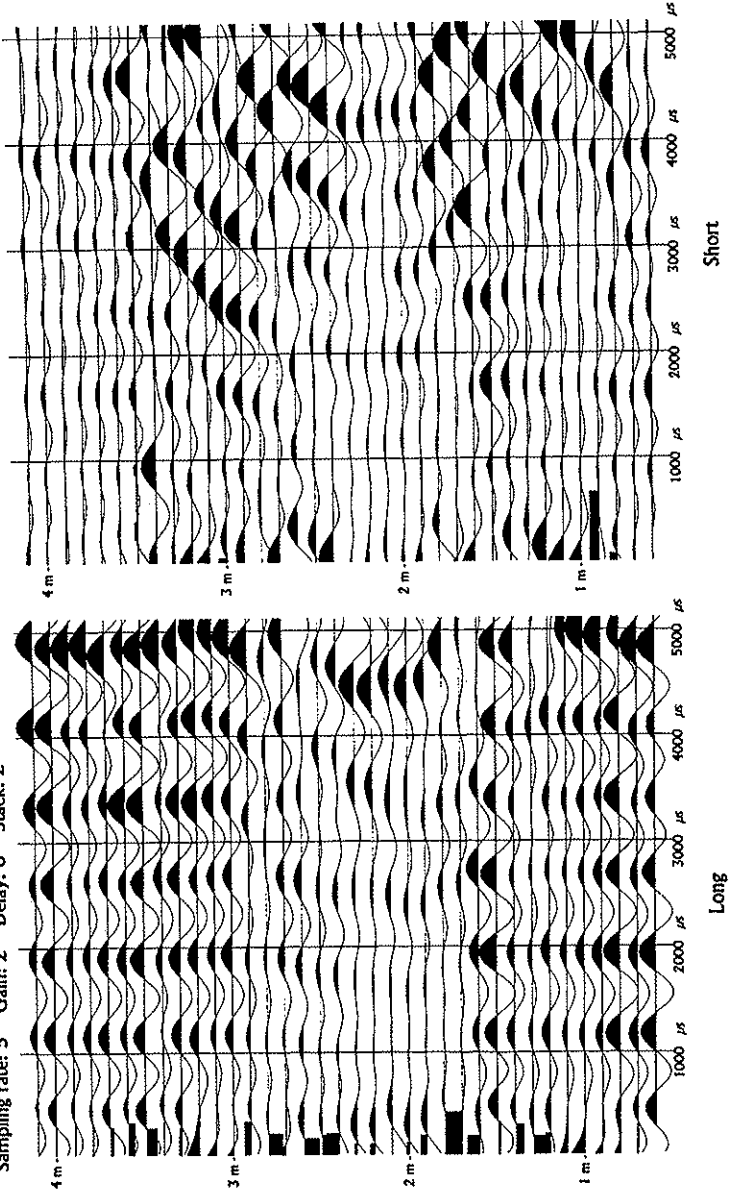 Sampling rate: 5 Gain: 2 Delay: 0 Stack: 2
4 m
3 m
2 m
1 m
1000 µs
2000 µs
3000 µs
4000 µs
5000 µs
Long
4 m
3 m
2 m
1 m
1000 µs
2000 µs
3000 µs
4000 µs
5000 µs
Short